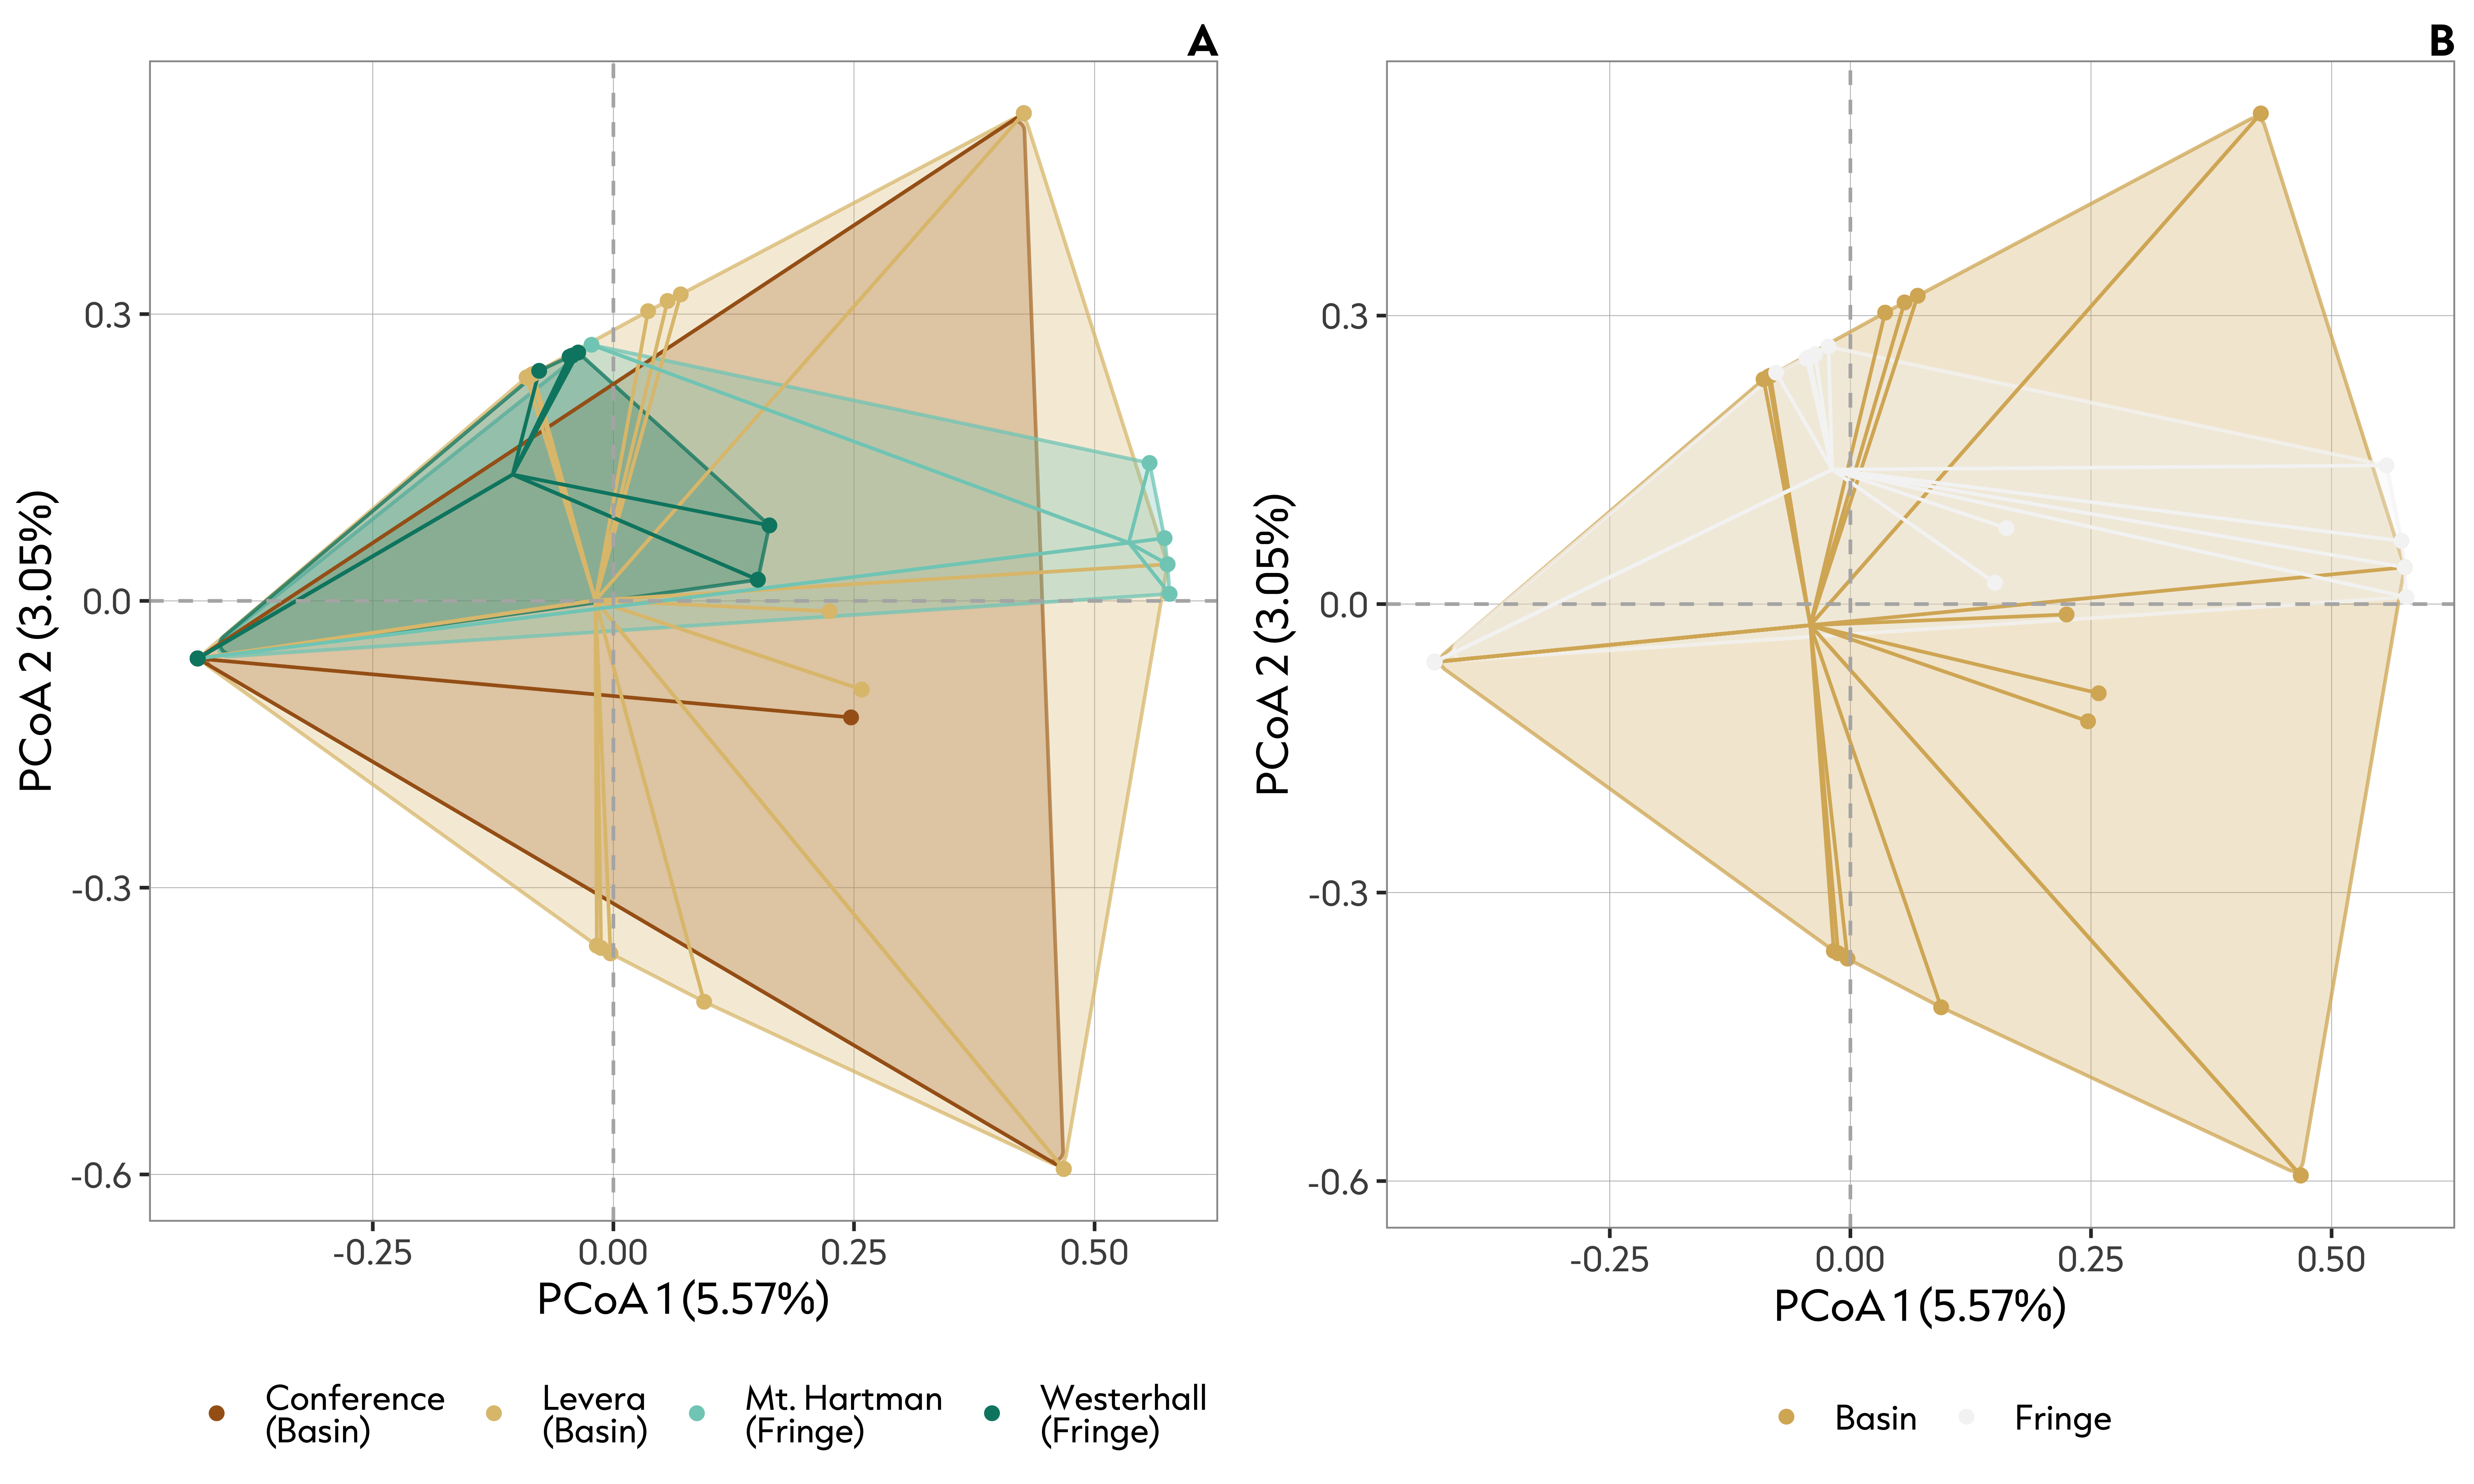 A
B
PCoA 2 (3.05%)
0.3
0.0
-0.3
-0.6
-0.25
0.00
0.25
0.50
PCoA 1 (5.57%)
Conference
(Basin)
Levera
(Basin)
Mt. Hartman
(Fringe)
Westerhall
(Fringe)
PCoA 2 (3.05%)
0.3
0.0
-0.3
-0.6
-0.25
0.00
0.25
0.50
PCoA 1 (5.57%)
Basin
Fringe